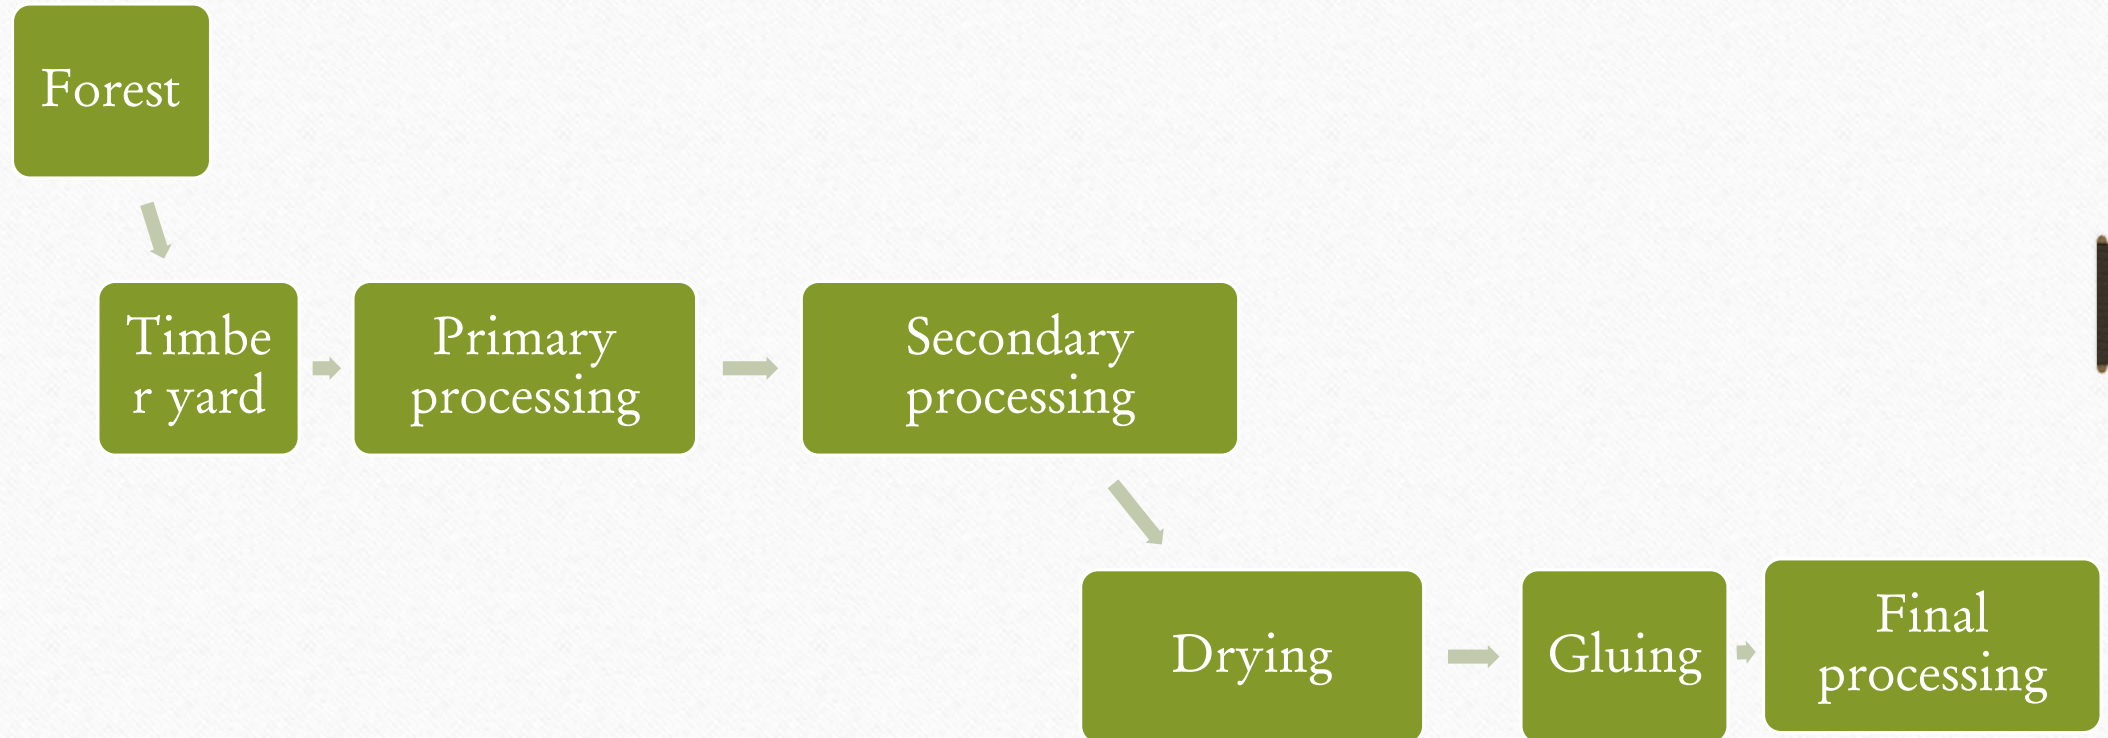 Forest
Timbe
r yard
Primary
processing
Secondary
processing
Drying
Gluing
Final
processing